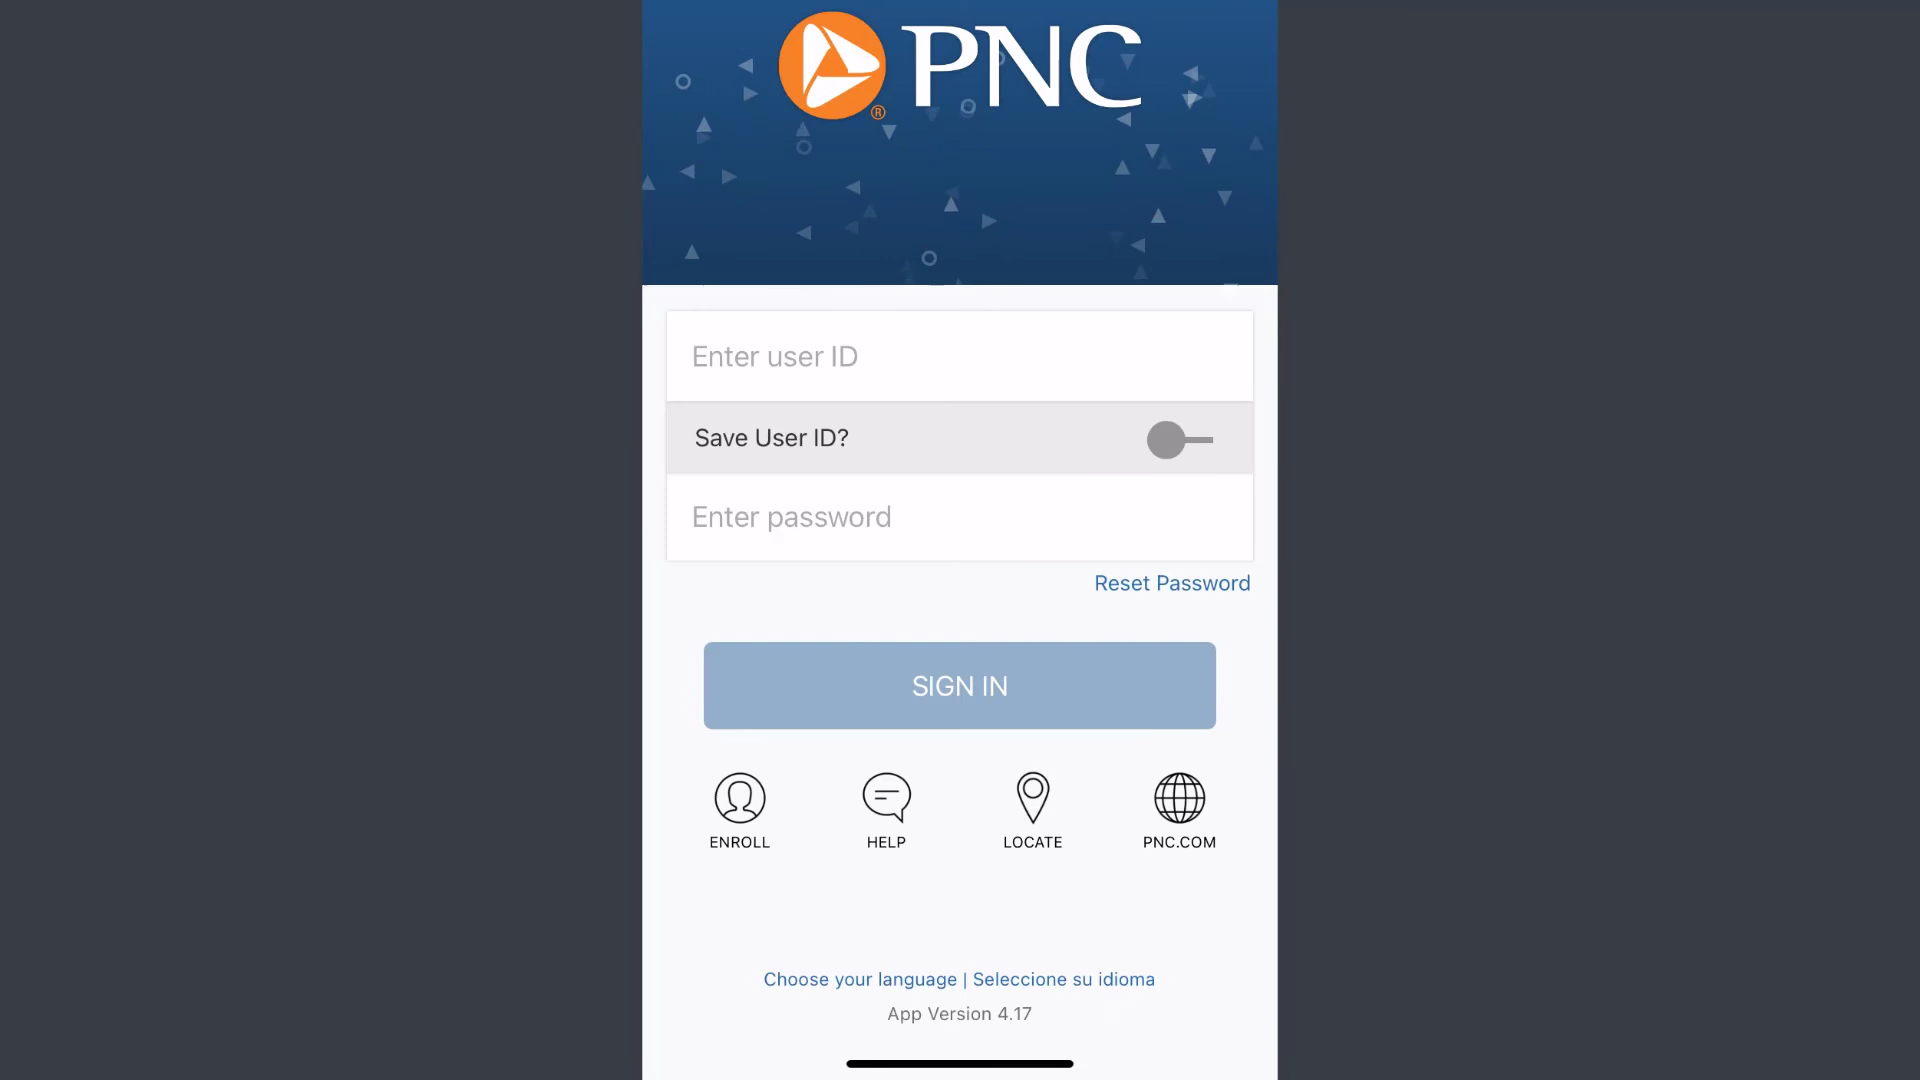 PNC
®
Enter user ID
Save User ID?
Enter password
Reset Password
SIGN IN
ENROLL
HELP
LOCATE
PNC.COM
Choose your language | Seleccione su idioma
App Version 4.17